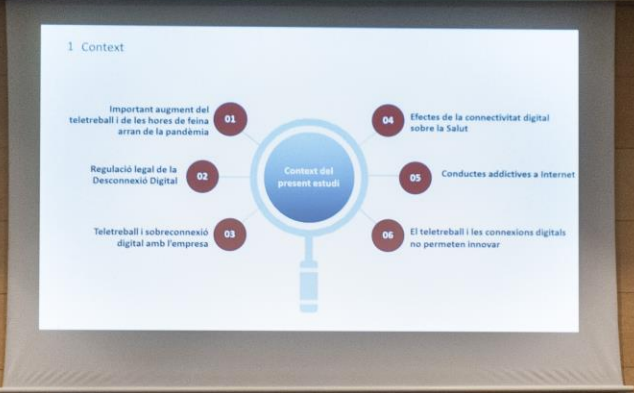 1 Context
Important augment del
teletreball i de les hores de feina
arran de la pandèmia
01
Regulació legal de la
Desconnexió Digital
02
Teletreball i sobreconnexió
digital amb l'empresa
03
Context del
present estudi
04
Efectes de la connectivitat digital
sobre la Salut
05
Conductes addictives a Internet
06
El teletreball i les connexions digitals
no permeten innovar